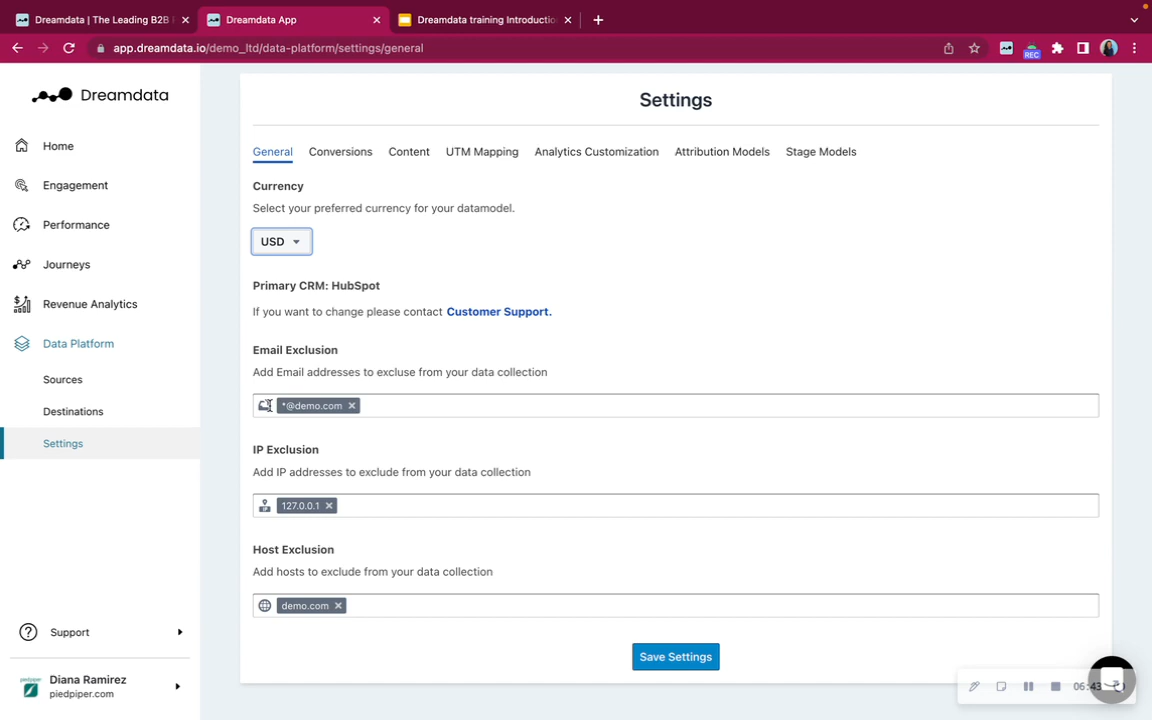 Dreamdata | The Leading B2B
Dreamdata App
Dreamdata training Introductio
app.dreamdata.io/demo_ltd/data-platform/settings/general
REC
Dreamdata
Home
Engagement
Performance
Journeys
Revenue Analytics
Data Platform
Sources
Destinations
Settings
Support
Diana Ramirez
piedpiper.com
Settings
General
Conversions
Content
UTM Mapping
Analytics Customization
Attribution Models
Stage Models
Currency
Select your preferred currency for your datamodel.
USD
Primary CRM: HubSpot
If you want to change please contact Customer Support.
Email Exclusion
Add Email addresses to excluse from your data collection
*@demo.com
IP Exclusion
Add IP addresses to exclude from your data collection
IP
127.0.0.1
Host Exclusion
Add hosts to exclude from your data collection
demo.com
Save Settings
06:43